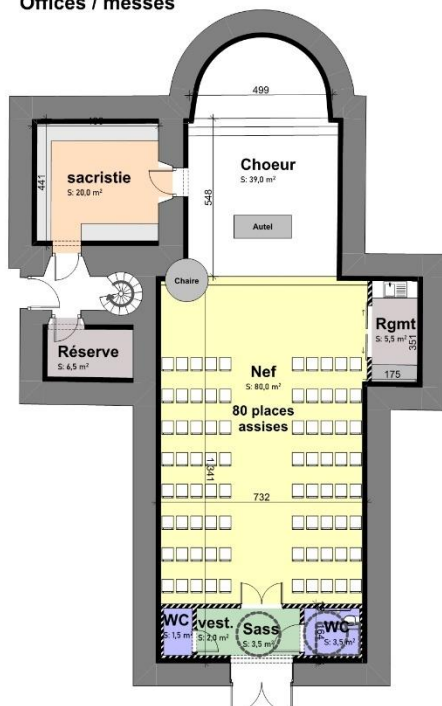 Offices / messes
499
sacristie
S: 20,0 m²
441
Choeur
S: 39,0 m²
548
Autel
Chaire
Réserve
S: 6,5 m²
Rgmt
S: 5,5 m²
351
175
Nef
S: 80,0 m²
80 places
assises
1341
732
WC
S: 1,5 m²
vest.
S: 2,0 m²
Sass
S: 3,5 m²
WC
S: 3,5 m²